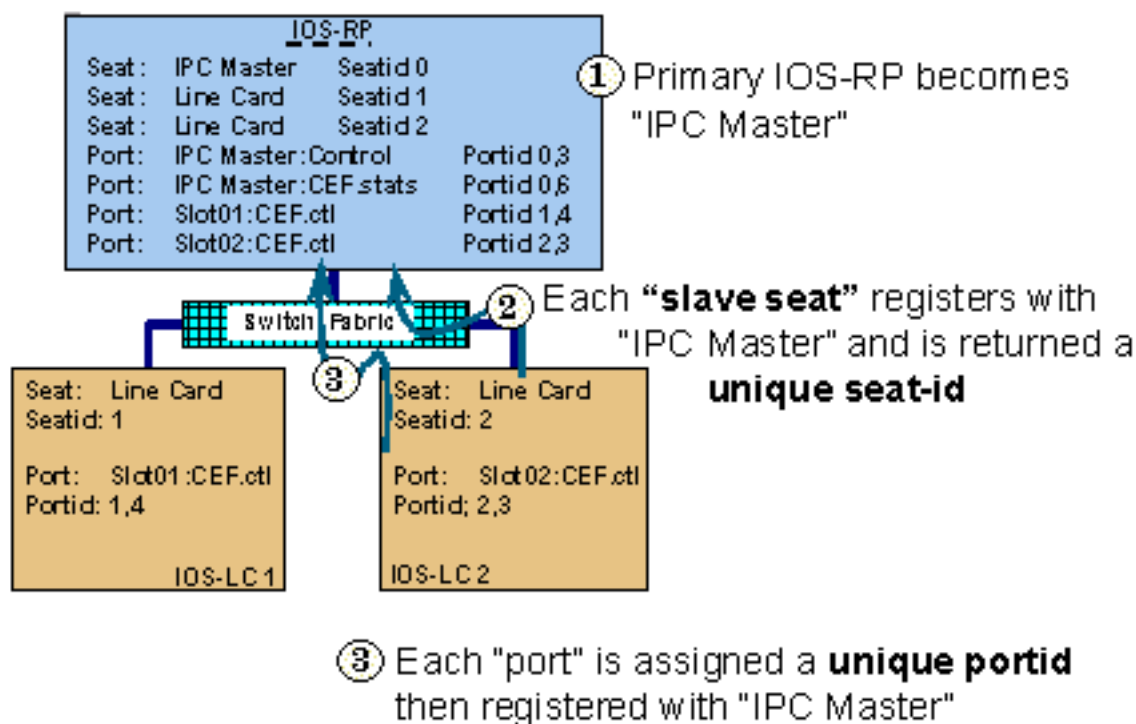 IOS-RP
Seat: IPC Master Seatid 0
Seat: Line Card Seatid 1
Seat: Line Card Seatid 2
Port: IPC Master:Control Portid 0,3
Port: IPC Master:CEF.stats Portid 0,6
Port: Slot01:CEF.ctl Portid 1,4
Port: Slot02:CEF.ctl Portid 2,3
1 Primary IOS-RP becomes
"IPC Master"
2 Each “slave seat” registers with
"IPC Master" and is returned a
unique seat-id
Switch Fabric
3
Seat: Line Card
Seatid: 1
Port: Slot01:CEF.ctl
Portid: 1,4
IOS-LC 1
Seat: Line Card
Seatid: 2
Port: Slot02:CEF.ctl
Portid; 2,3
IOS-LC 2
3 Each "port" is assigned a unique portid
then registered with "IPC Master"